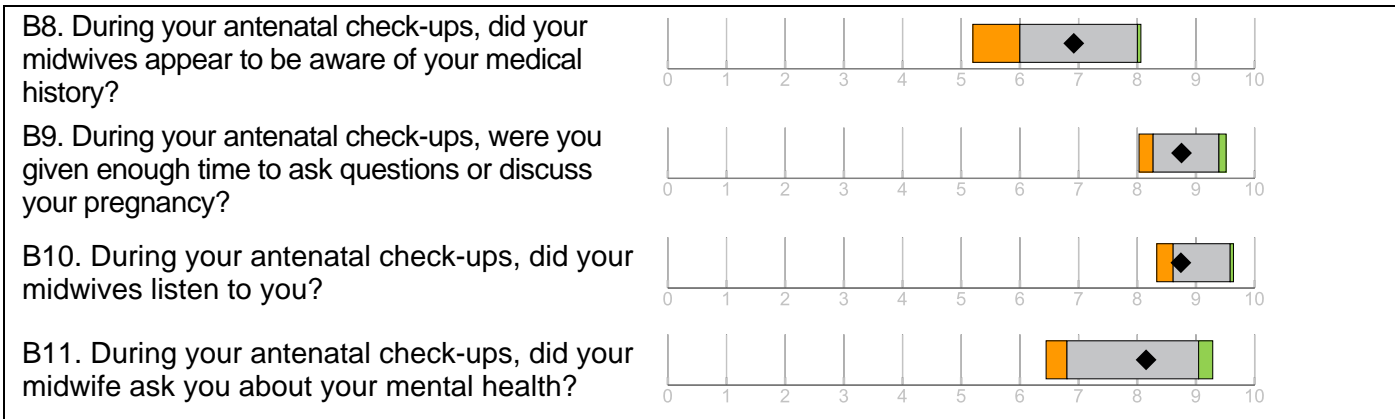 B8. During your antenatal check-ups, did your
midwives appear to be aware of your medical
history?
0 1 2 3 4 5 6 7 8 9 10
B9. During your antenatal check-ups, were you
given enough time to ask questions or discuss
your pregnancy?
0 1 2 3 4 5 6 7 8 9 10
B10. During your antenatal check-ups, did your
midwives listen to you?
0 1 2 3 4 5 6 7 8 9 10
B11. During your antenatal check-ups, did your
midwife ask you about your mental health?
0 1 2 3 4 5 6 7 8 9 10